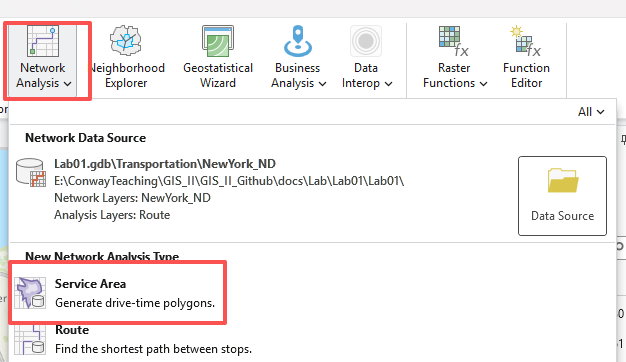 Network
Analysis
Neighborhood
Explorer
Geostatistical
Wizard
Business
Analysis
Data
Interop
Raster
Functions
Function
Editor
All
Network Data Source
Lab01.gdb\Transportation\NewYork_ND
E:\ConwayTeaching\GIS_II\GIS_II_Github\docs\Lab\Lab01\Lab01\
Network Layers: NewYork_ND
Analysis Layers: Route
Data Source
New Network Analysis Type
Service Area
Generate drive-time polygons.
Route
Find the shortest path between stops.